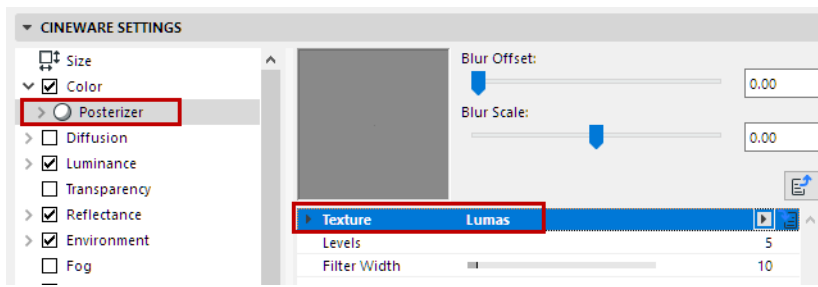 CINEWARE SETTINGS
Size
Color
Posterizer
Diffusion
Luminance
Transparency
Reflectance
Environment
Fog
Blur Offset:
0.00
Blur Scale:
0.00
Texture Lumas
Levels 5
Filter Width 10